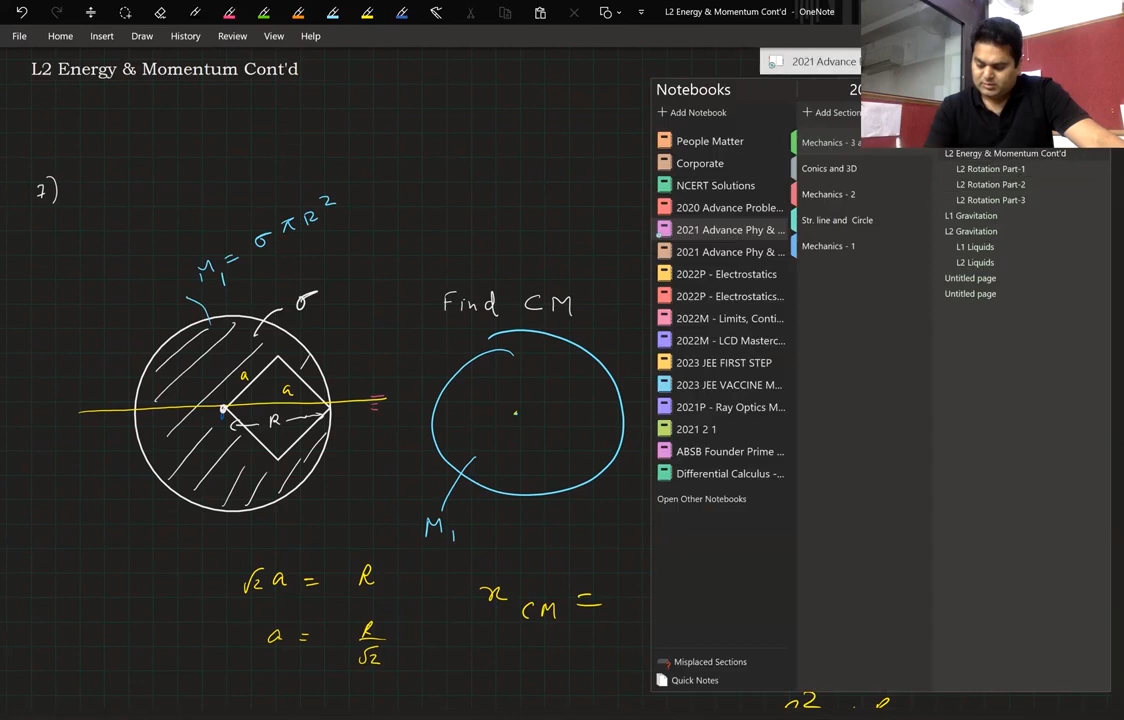 L2 Energy & Momentum Cont'd - OneNote
File Home Insert Draw History Review View Help
L2 Energy & Momentum Cont'd
2021 Advance
Notebooks
20
+ Add Notebook
+ Add Section
People Matter
Corporate
NCERT Solutions
2020 Advance Proble...
2021 Advance Phy & ...
2021 Advance Phy & ...
2022P - Electrostatics
2022P - Electrostatics...
2022M - Limits, Conti...
2022M - LCD Masterc...
2023 JEE FIRST STEP
2023 JEE VACCINE M...
2021P - Ray Optics M...
2021 2 1
ABSB Founder Prime ...
Differential Calculus -...
Open Other Notebooks
Misplaced Sections
Quick Notes
Mechanics - 3 a
Conics and 3D
Mechanics - 2
Str. line and Circle
Mechanics - 1
L2 Energy & Momentum Cont'd
L2 Rotation Part-1
L2 Rotation Part-2
L2 Rotation Part-3
L1 Gravitation
L2 Gravitation
L1 Liquids
L2 Liquids
Untitled page
Untitled page
7)
M₁ = σ π R²
σ
Find CM
a
a
R
M₁
√2 a = R
a = R/√2
x CM =